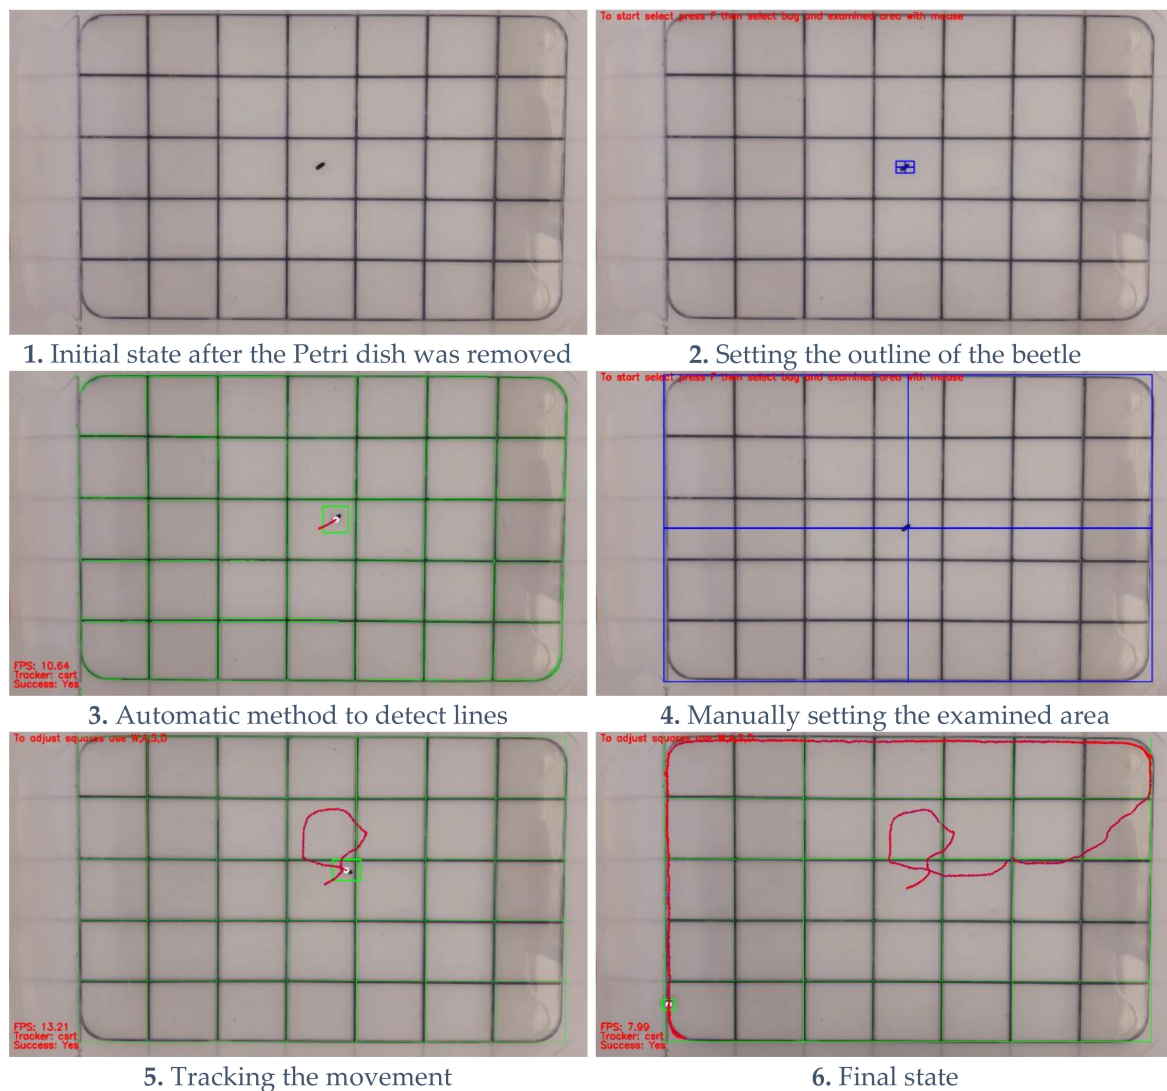 To start select press F then select bug and examined area with mouse
1. Initial state after the Petri dish was removed
2. Setting the outline of the beetle
To start select press F then select bug and examined area with mouse
FPS: 10.64
Tracker: csrt
Success: Yes
3. Automatic method to detect lines
4. Manually setting the examined area
To adjust squares use W,A,S,D
To adjust squares use W,A,S,D
FPS: 13.21
Tracker: csrt
Success: Yes
FPS: 7.99
Tracker: csrt
Success: Yes
5. Tracking the movement
6. Final state